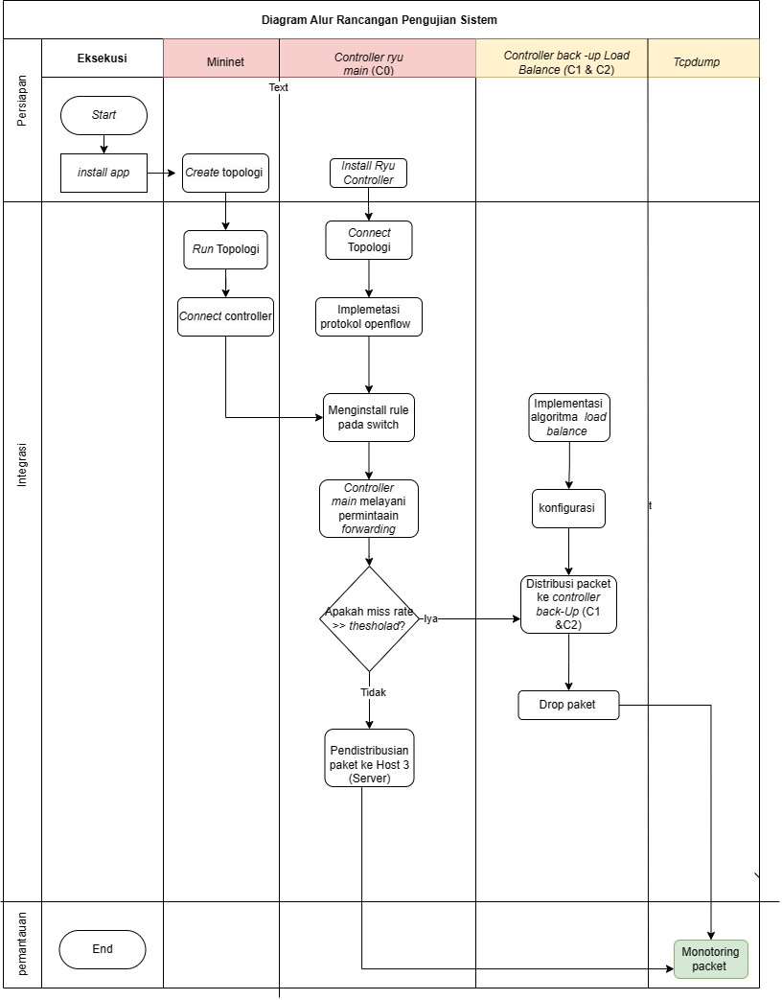 Diagram Alur Rancangan Pengujian Sistem
Persiapan
Eksekusi
Mininet
Controller ryu
main (C0)
Controller back -up Load
Balance (C1 & C2)
Tcpdump
Text
Start
install app
Create topologi
Install Ryu
Controller
Integrasi
Run Topologi
Connect
Topologi
Connect controller
Implemetasi
protokol openflow
Menginstall rule
pada switch
Implementasi
algoritma load
balance
Controller
main melayani
permintaain
forwarding
konfigurasi
t
Apakah miss rate
>> thesholad?
Iya
Distribusi packet
ke controller
back-Up (C1
&C2)
Tidak
Drop paket
Pendistribusian
paket ke Host 3
(Server)
pemantauan
End
Monotoring
packet